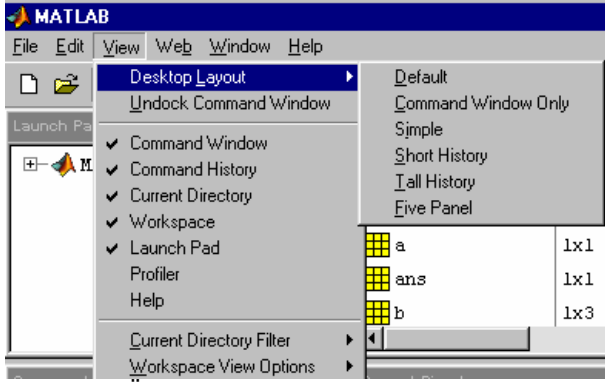 MATLAB
File Edit View Web Window Help
Desktop Layout
Undock Command Window
Command Window
Command History
Current Directory
Workspace
Launch Pad
Profiler
Help
Current Directory Filter
Workspace View Options
Default
Command Window Only
Simple
Short History
Tall History
Five Panel
Launch Pa
M
a 1x1
ans 1x1
b 1x3